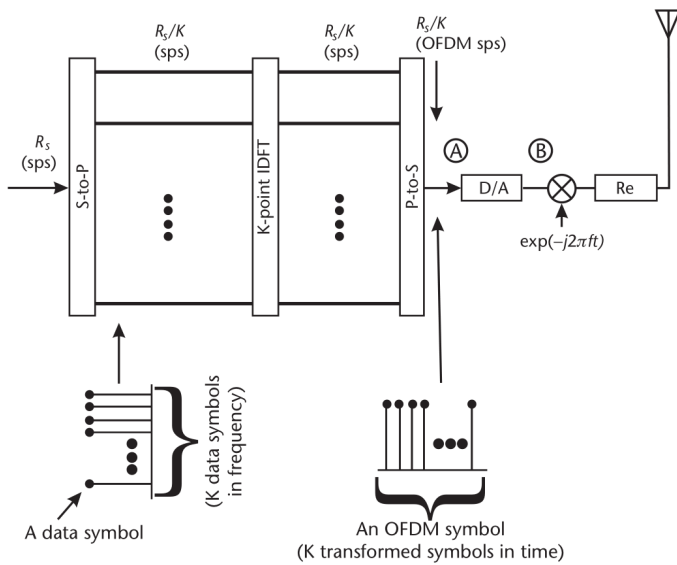 R_s/K
(sps)
R_s/K
(sps)
R_s/K
(OFDM sps)
R_s
(sps)
S-to-P
K-point IDFT
P-to-S
A
B
D/A
Re
exp(−j2πft)
(K data symbols
in frequency)
A data symbol
An OFDM symbol
(K transformed symbols in time)